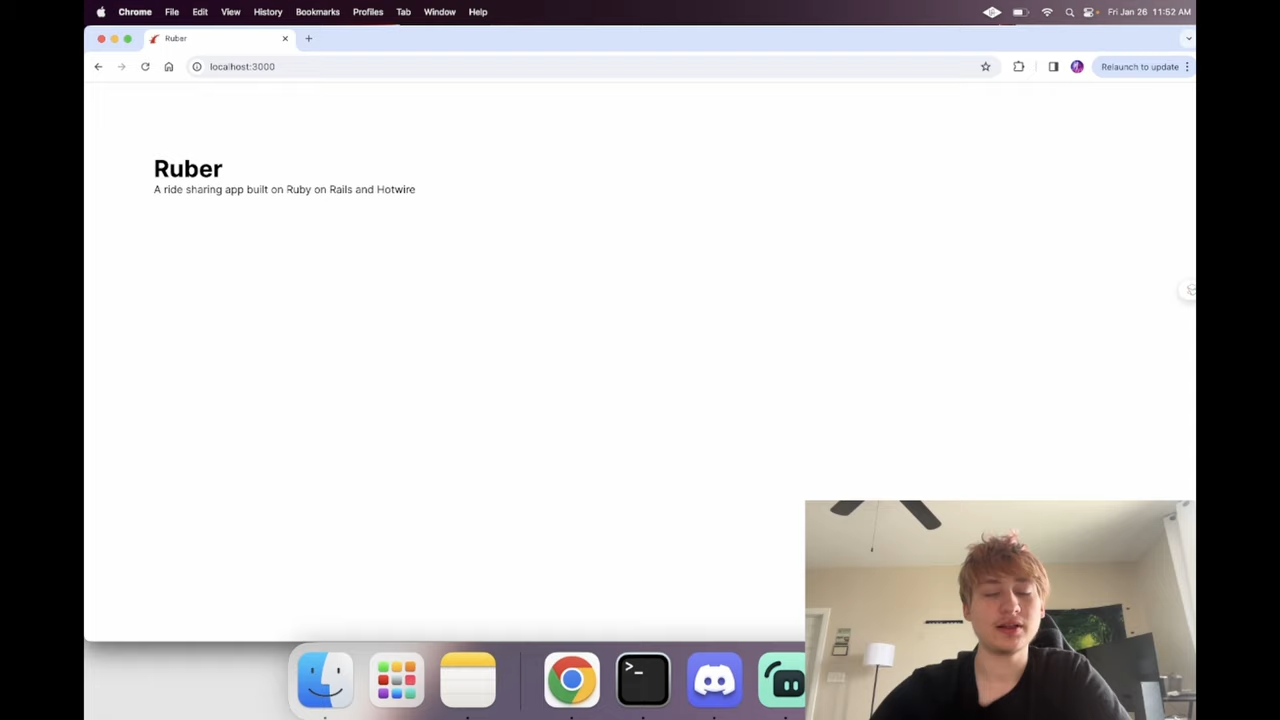 Chrome File Edit View History Bookmarks Profiles Tab Window Help Fri Jan 26 11:52 AM
Ruber
localhost:3000 Relaunch to update
Ruber
A ride sharing app built on Ruby on Rails and Hotwire